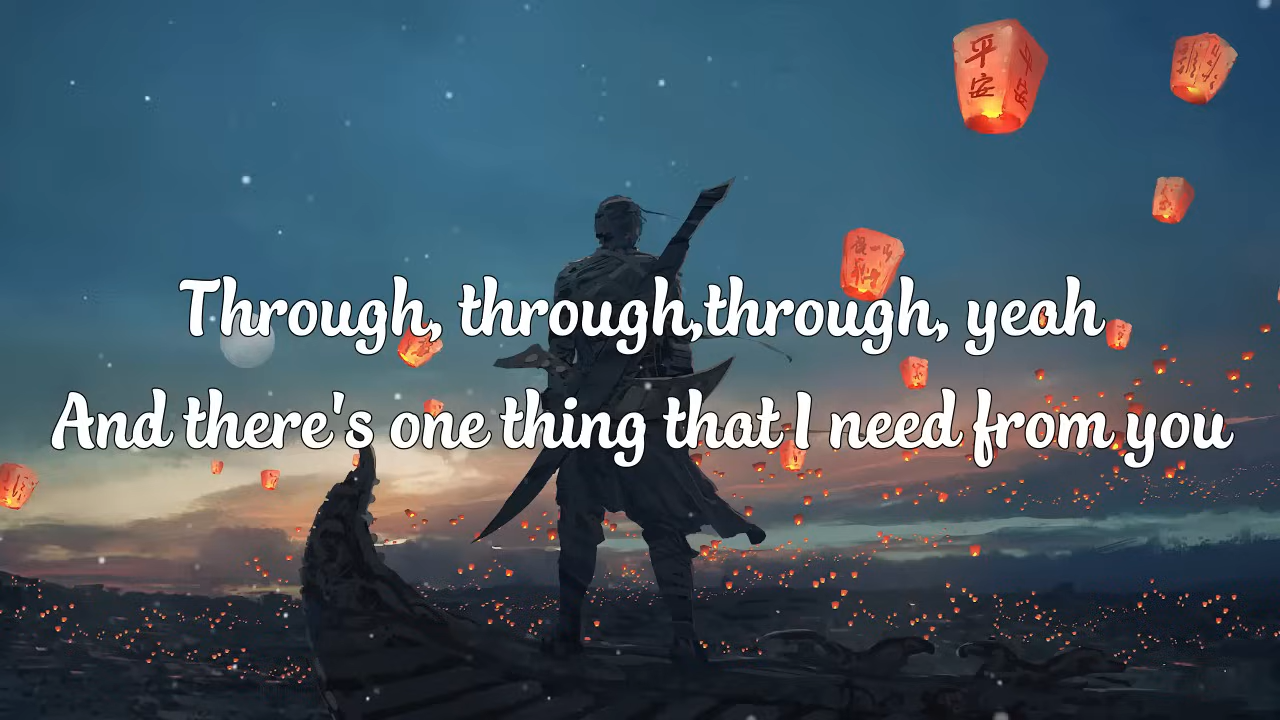 平安
Through, through,through, yeah
And there's one thing that I need from you